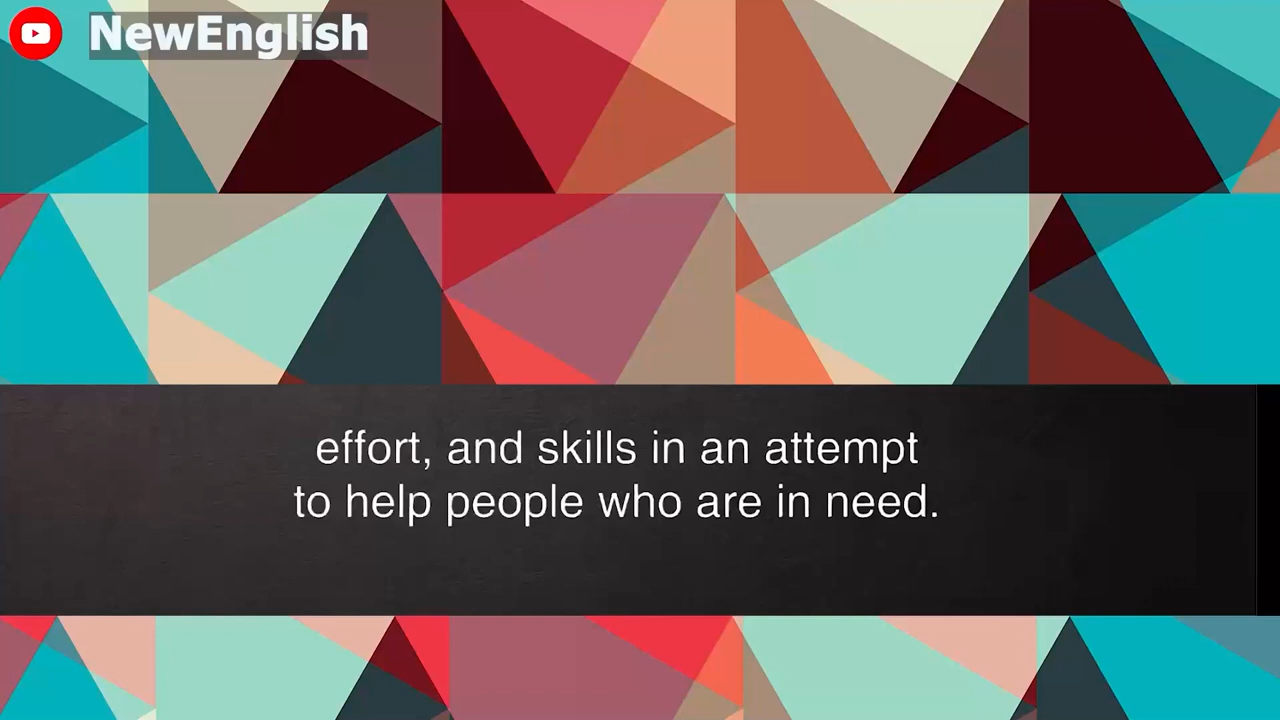 NewEnglish
effort, and skills in an attempt
to help people who are in need.